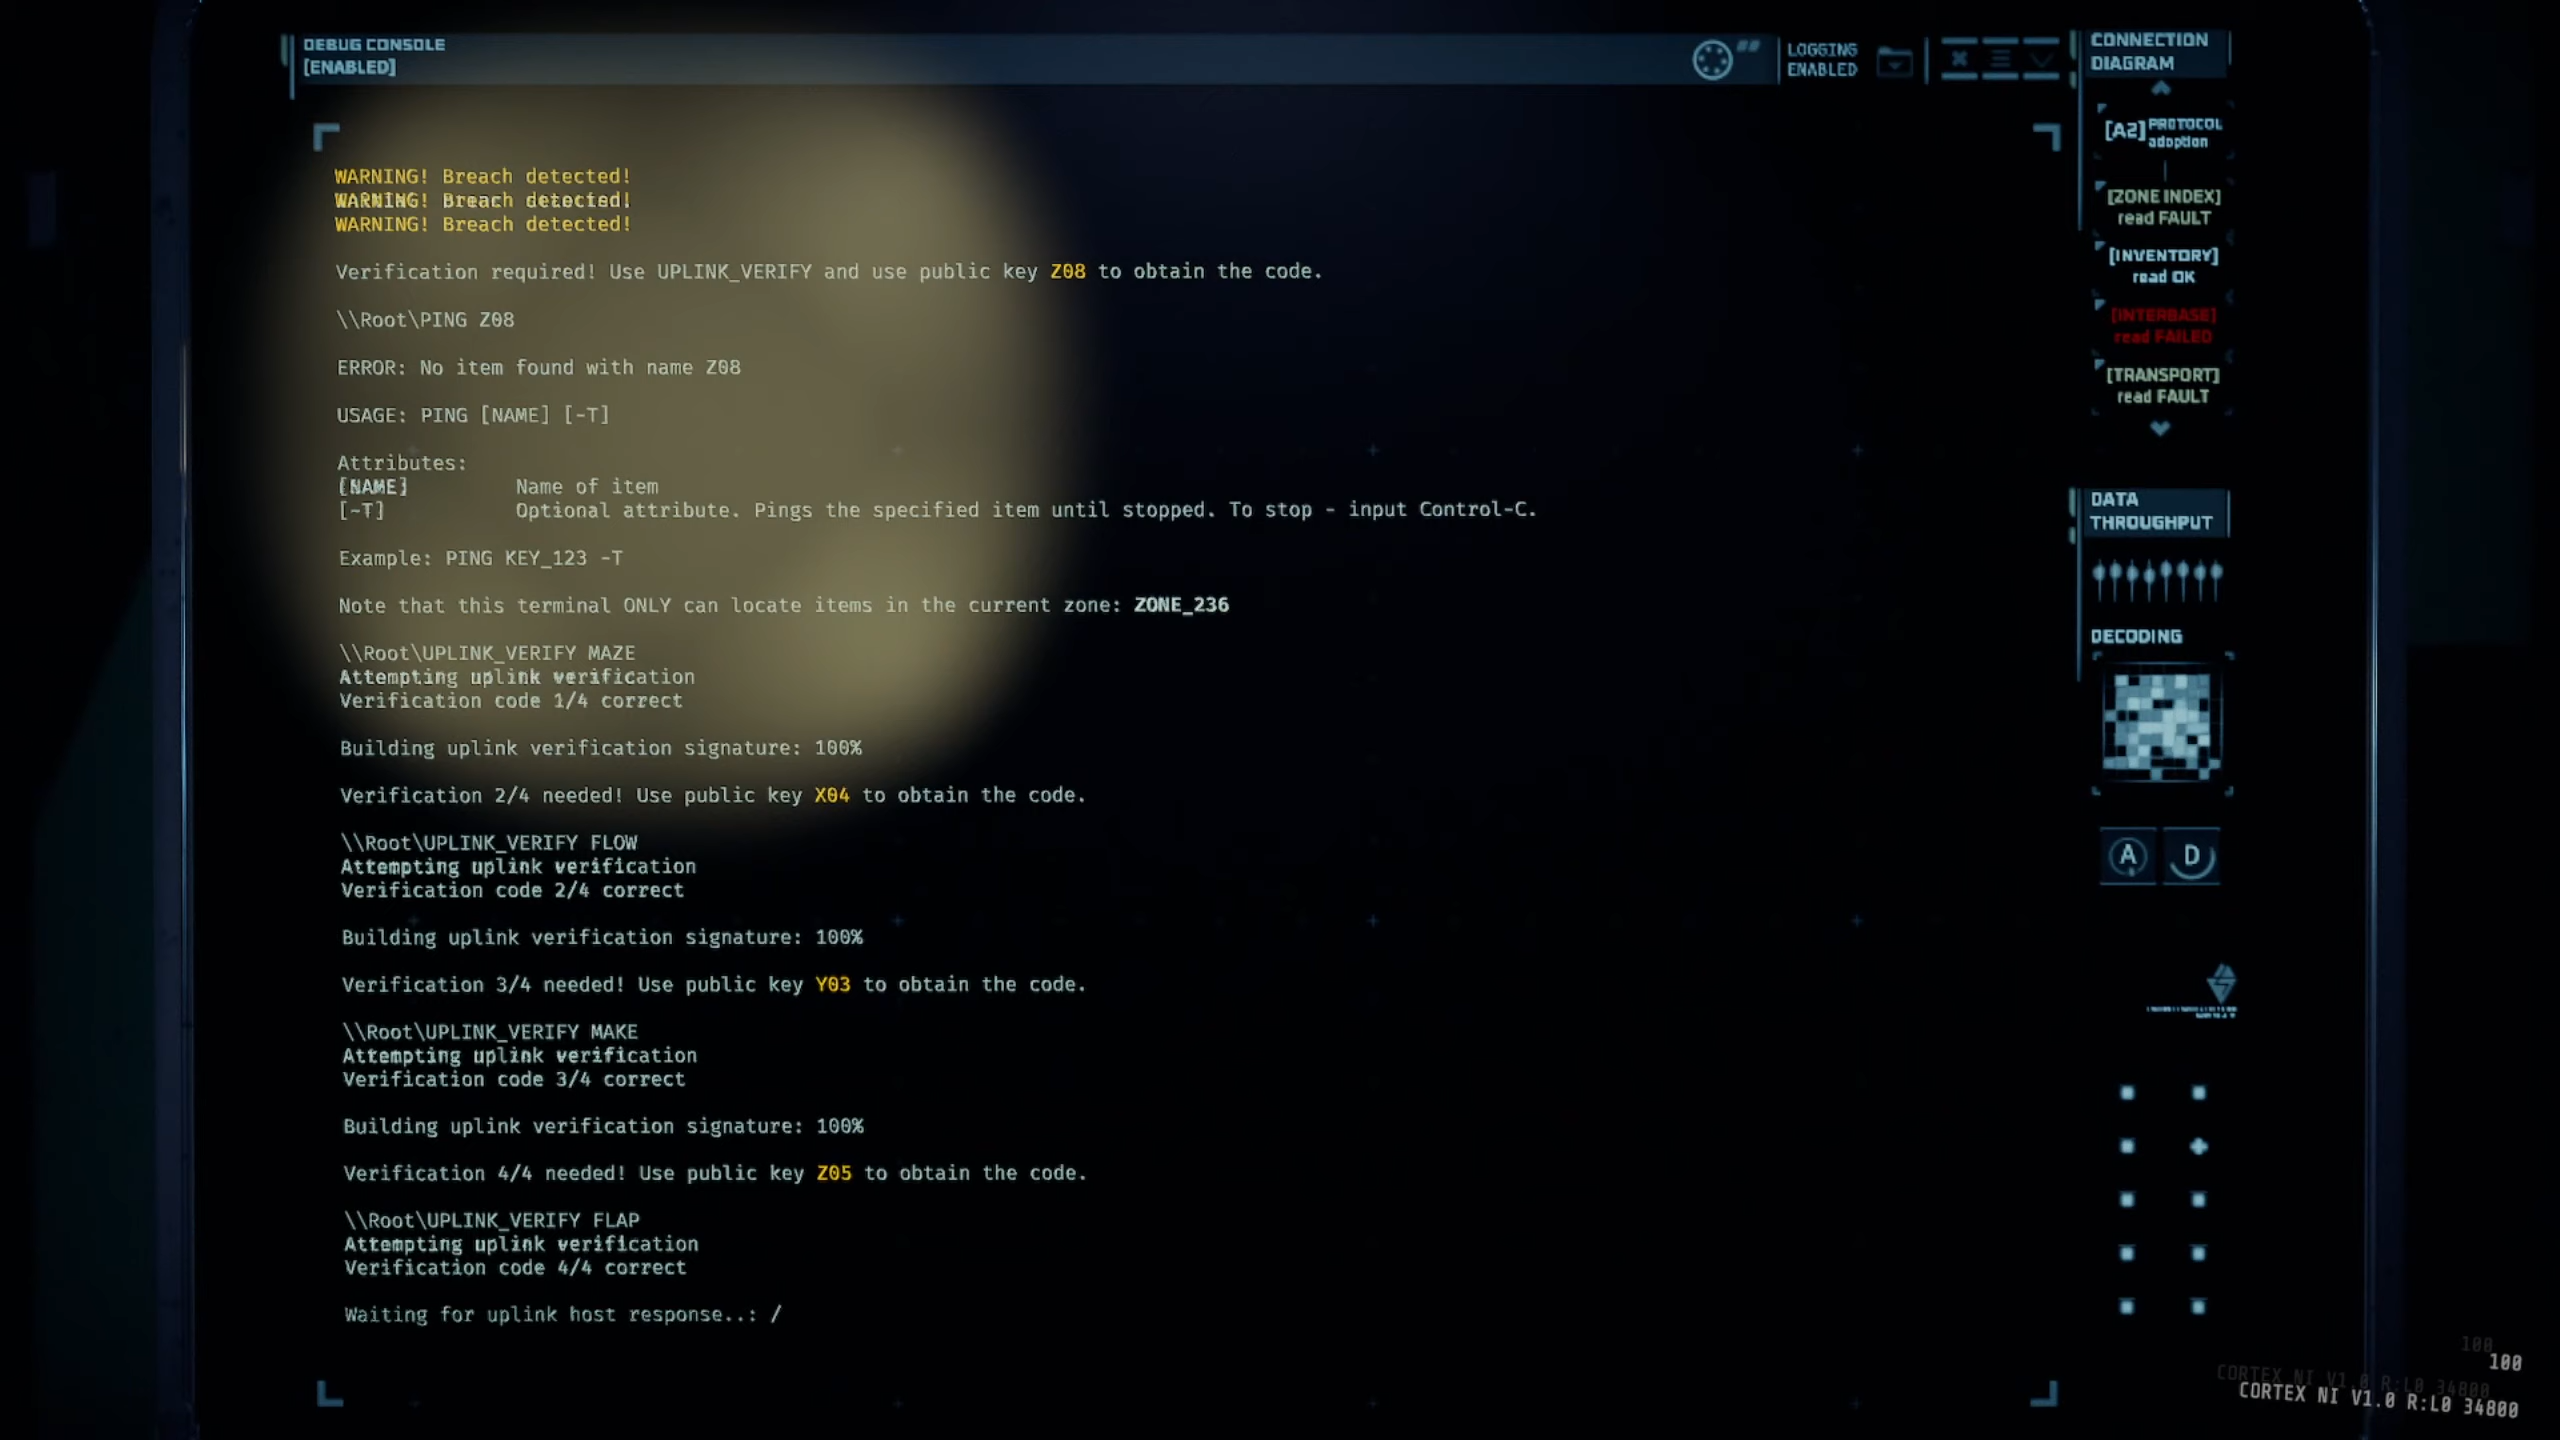 DEBUG CONSOLE
[ENABLED]
LOGGING
ENABLED
WARNING! Breach detected!
WARNING! Breach detected!
WARNING! Breach detected!
Verification required! Use UPLINK_VERIFY and use public key Z08 to obtain the code.
\\Root\PING Z08
ERROR: No item found with name Z08
USAGE: PING [NAME] [-T]
Attributes:
[NAME] Name of item
[-T] Optional attribute. Pings the specified item until stopped. To stop - input Control-C.
Example: PING KEY_123 -T
Note that this terminal ONLY can locate items in the current zone: ZONE_236
\\Root\UPLINK_VERIFY MAZE
Attempting uplink verification
Verification code 1/4 correct
Building uplink verification signature: 100%
Verification 2/4 needed! Use public key X04 to obtain the code.
\\Root\UPLINK_VERIFY FLOW
Attempting uplink verification
Verification code 2/4 correct
Building uplink verification signature: 100%
Verification 3/4 needed! Use public key Y03 to obtain the code.
\\Root\UPLINK_VERIFY MAKE
Attempting uplink verification
Verification code 3/4 correct
Building uplink verification signature: 100%
Verification 4/4 needed! Use public key Z05 to obtain the code.
\\Root\UPLINK_VERIFY FLAP
Attempting uplink verification
Verification code 4/4 correct
Waiting for uplink host response..: /
CONNECTION
DIAGRAM
[A2] PROTOCOL
adoption
[ZONE INDEX]
read FAULT
[INVENTORY]
read OK
[INTERBASE]
read FAILED
[TRANSPORT]
read FAULT
DATA
THROUGHPUT
DECODING
A D
100
100
CORTEX NI V1.0 R:L0 34800
CORTEX NI V1.0 R:L0 34800